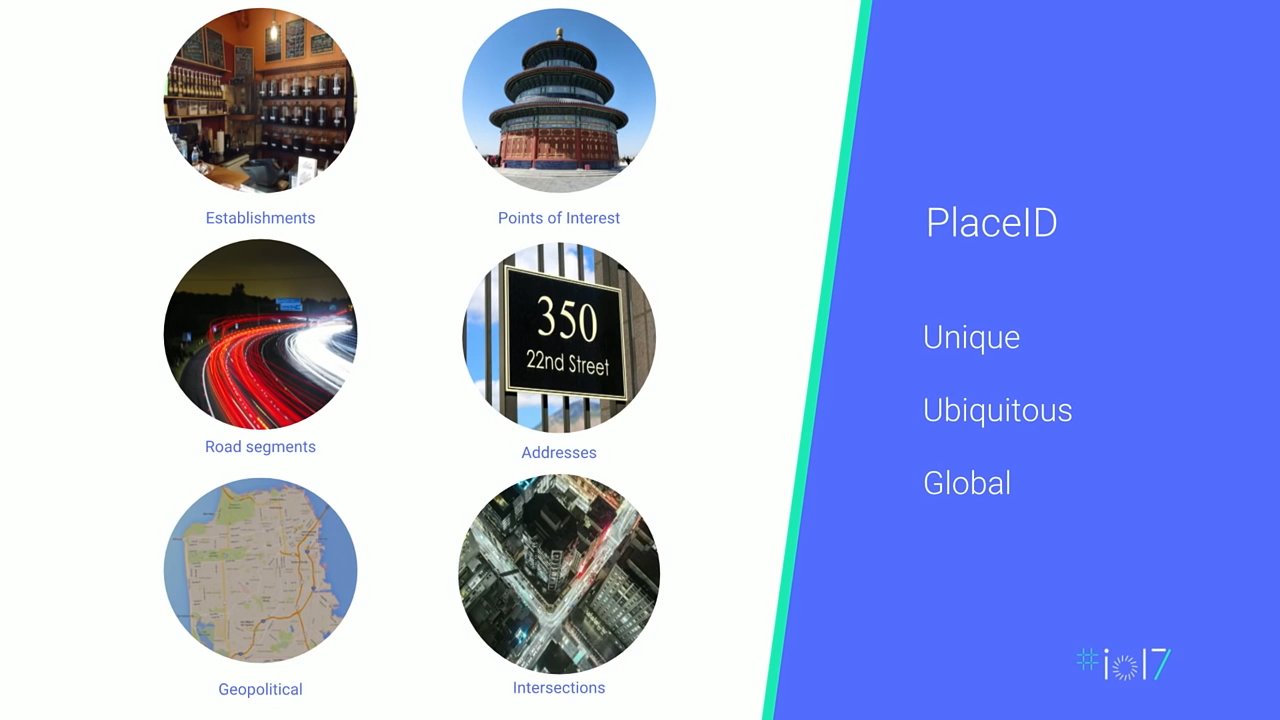 Establishments
Points of Interest
350
22nd Street
Road segments
Addresses
Geopolitical
Intersections
PlaceID
Unique
Ubiquitous
Global
#io17